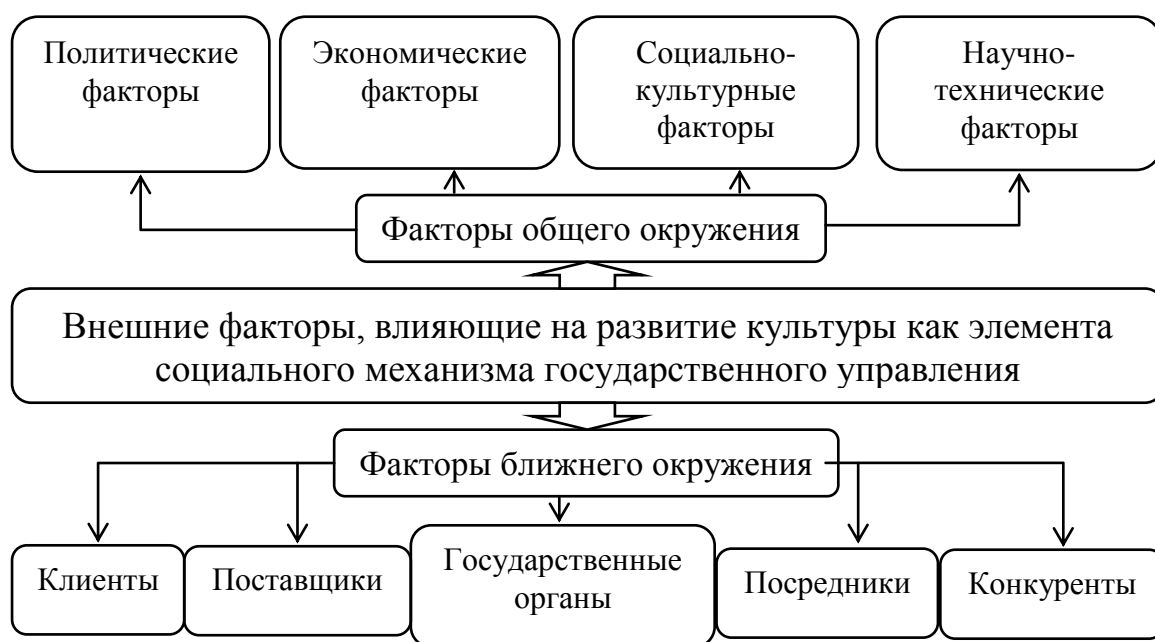 Политические
факторы
Экономические
факторы
Социально-
культурные
факторы
Научно-
технические
факторы
Факторы общего окружения
Внешние факторы, влияющие на развитие культуры как элемента
социального механизма государственного управления
Факторы ближнего окружения
Клиенты
Поставщики
Государственные
органы
Посредники
Конкуренты